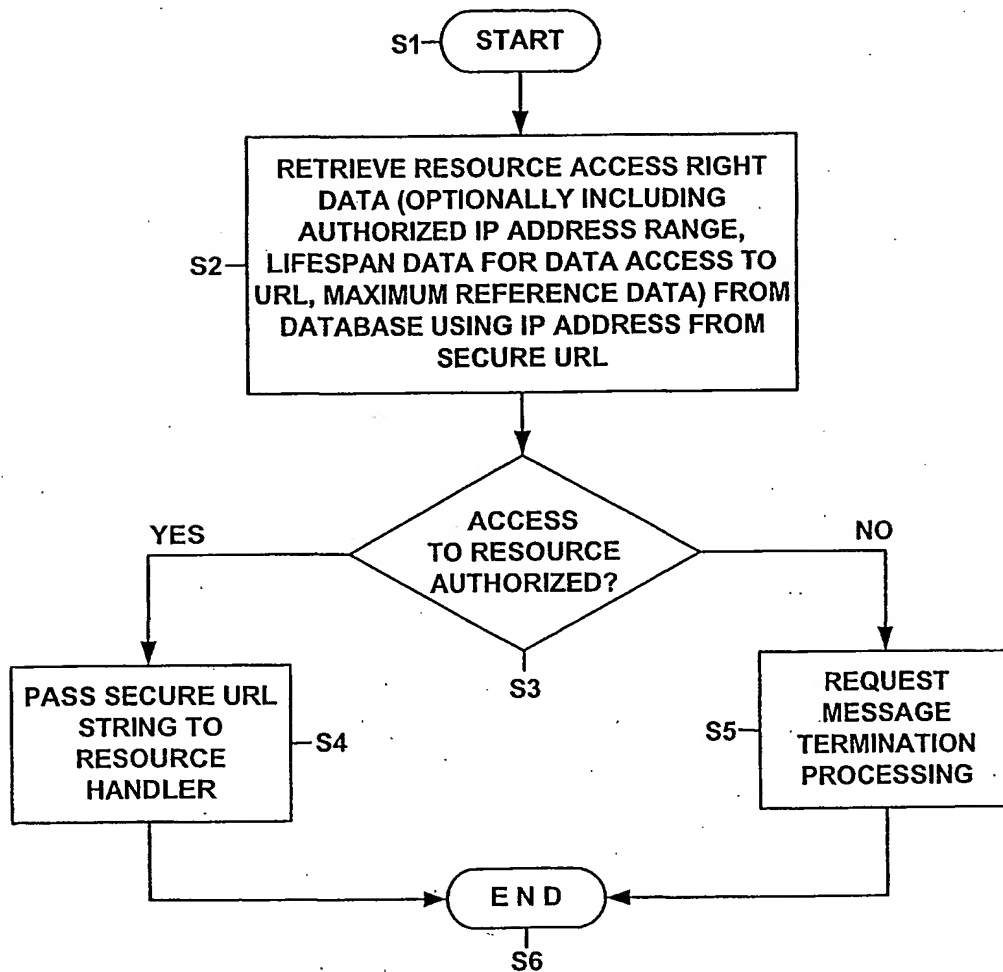 S1
START
RETRIEVE RESOURCE ACCESS RIGHT
DATA (OPTIONALLY INCLUDING
AUTHORIZED IP ADDRESS RANGE,
LIFESPAN DATA FOR DATA ACCESS TO
URL, MAXIMUM REFERENCE DATA) FROM
DATABASE USING IP ADDRESS FROM
SECURE URL
S2
YES
ACCESS
TO RESOURCE
AUTHORIZED?
NO
S3
PASS SECURE URL
STRING TO
RESOURCE
HANDLER
S4
S5
REQUEST
MESSAGE
TERMINATION
PROCESSING
E N D
S6